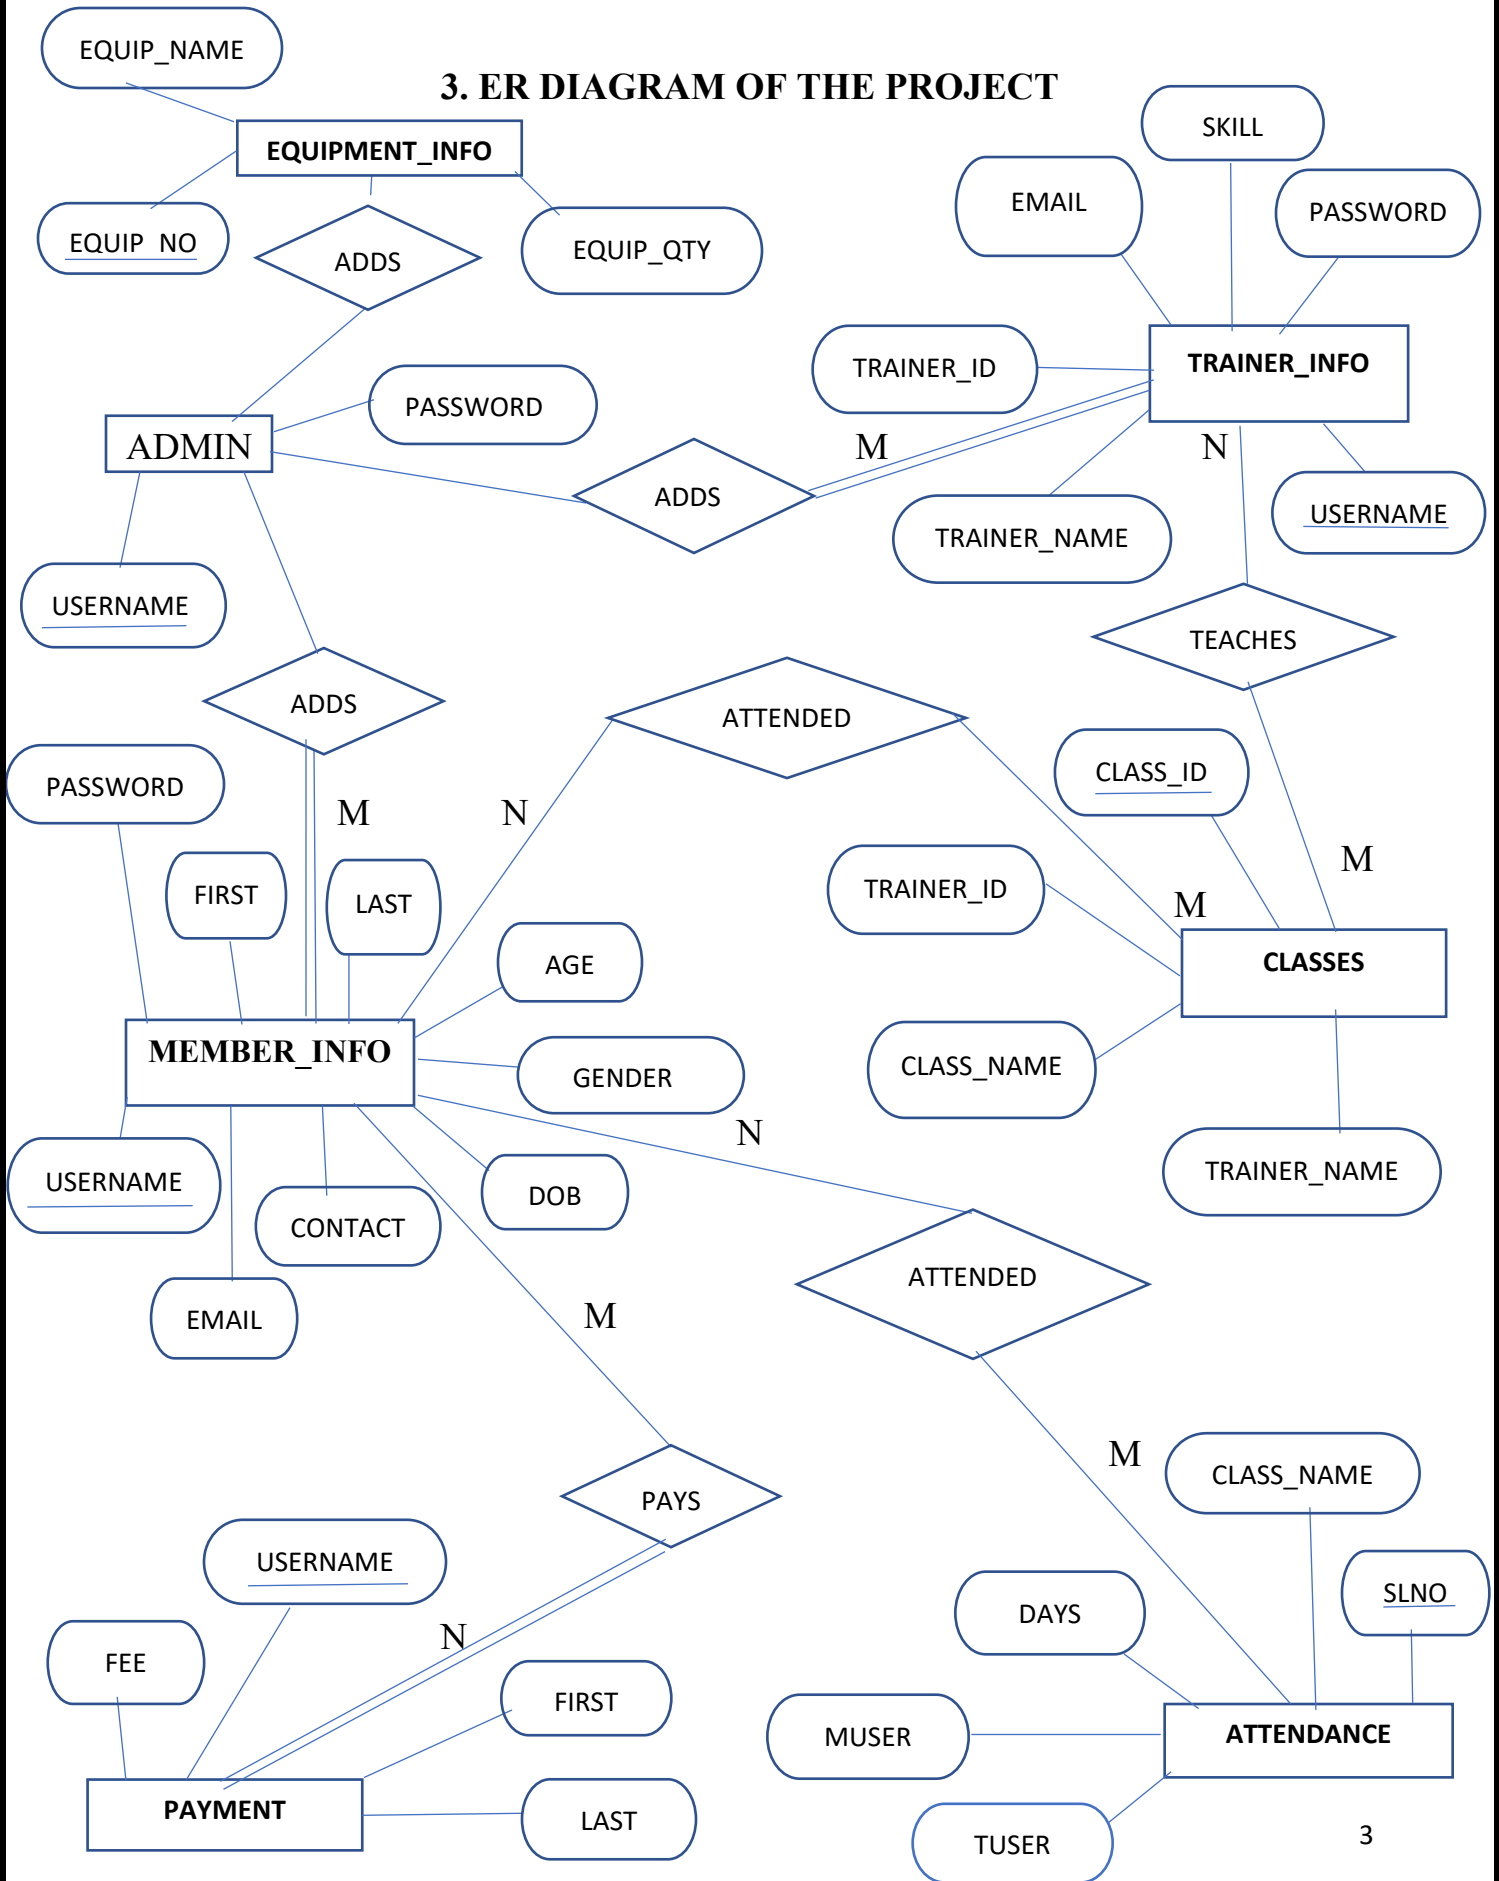 EQUIP_NAME
3. ER DIAGRAM OF THE PROJECT
SKILL
EQUIPMENT_INFO
EMAIL
PASSWORD
EQUIP_NO
ADDS
EQUIP_QTY
TRAINER_ID
TRAINER_INFO
PASSWORD
ADMIN
M
N
ADDS
USERNAME
TRAINER_NAME
USERNAME
TEACHES
ADDS
ATTENDED
CLASS_ID
PASSWORD
M
N
M
FIRST
LAST
TRAINER_ID
M
AGE
CLASSES
MEMBER_INFO
GENDER
CLASS_NAME
N
USERNAME
DOB
TRAINER_NAME
CONTACT
ATTENDED
EMAIL
M
M
CLASS_NAME
PAYS
USERNAME
SLNO
DAYS
N
FEE
FIRST
MUSER
ATTENDANCE
PAYMENT
LAST
TUSER
3